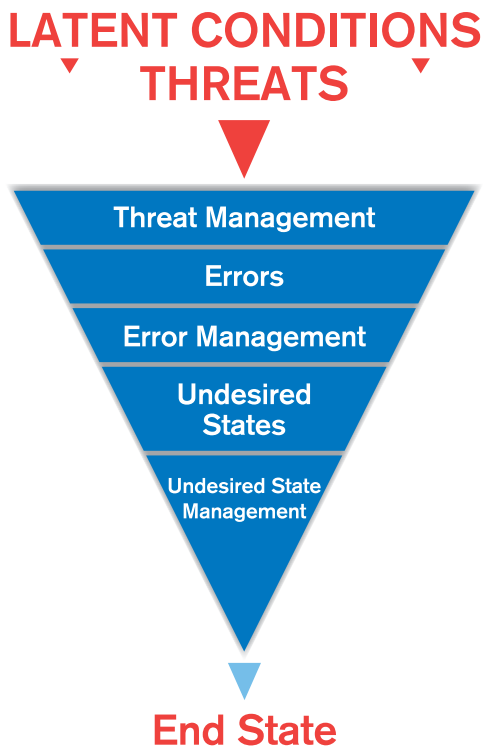 LATENT CONDITIONS
THREATS
Threat Management
Errors
Error Management
Undesired
States
Undesired State
Management
End State